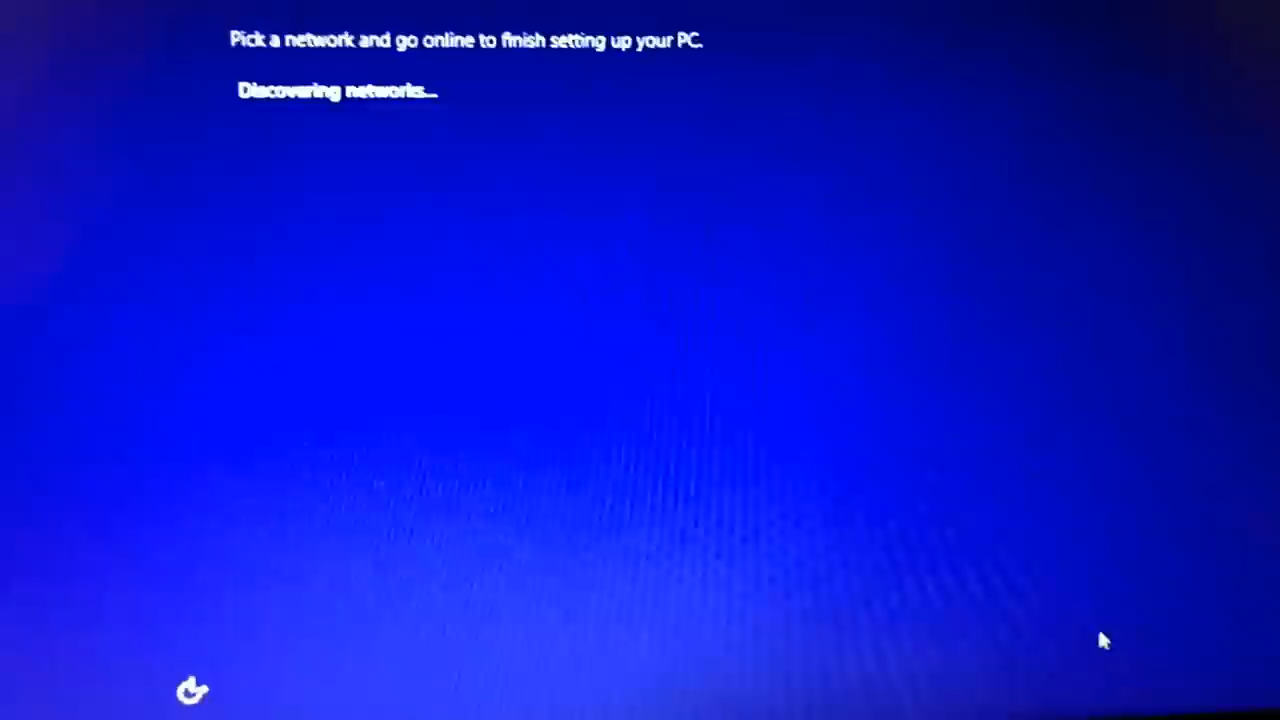 Pick a network and go online to finish setting up your PC.
Discovering networks...